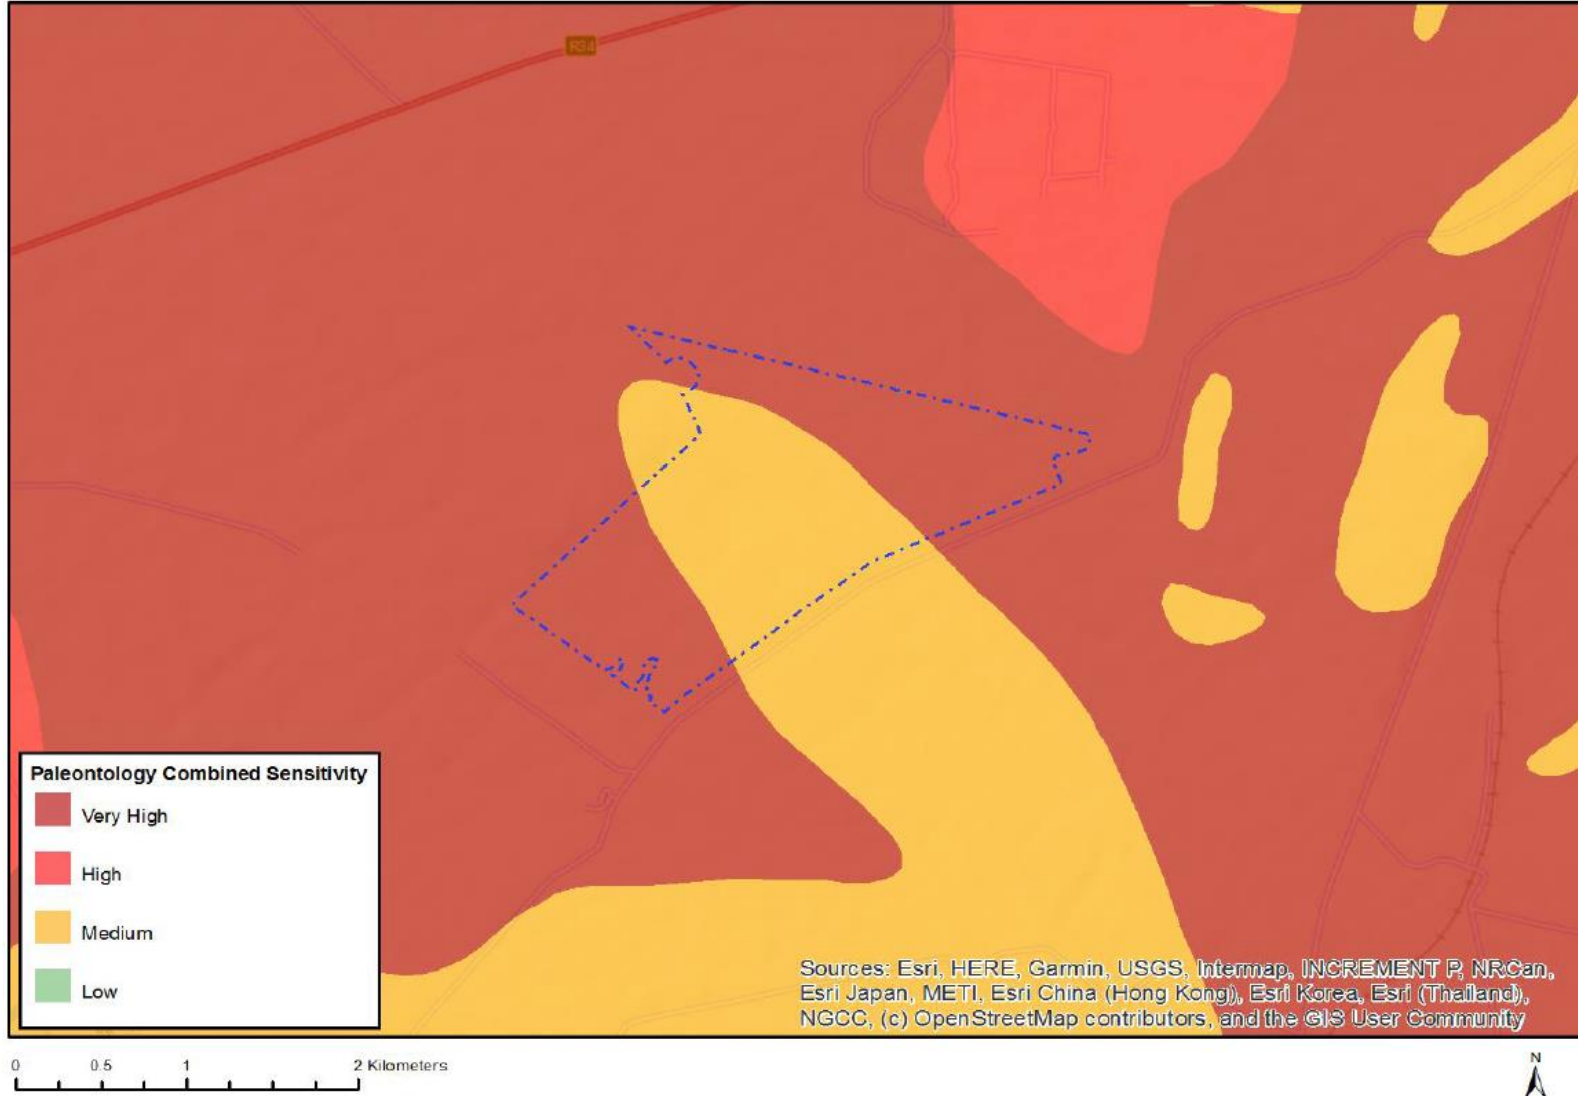 R34
Paleontology Combined Sensitivity
Very High
High
Medium
Low
Sources: Esri, HERE, Garmin, USGS, Intermap, INCREMENT P, NRCan,
Esri Japan, METI, Esri China (Hong Kong), Esri Korea, Esri (Thailand),
NGCC, (c) OpenStreetMap contributors, and the GIS User Community
0 0.5 1 2 Kilometers
N